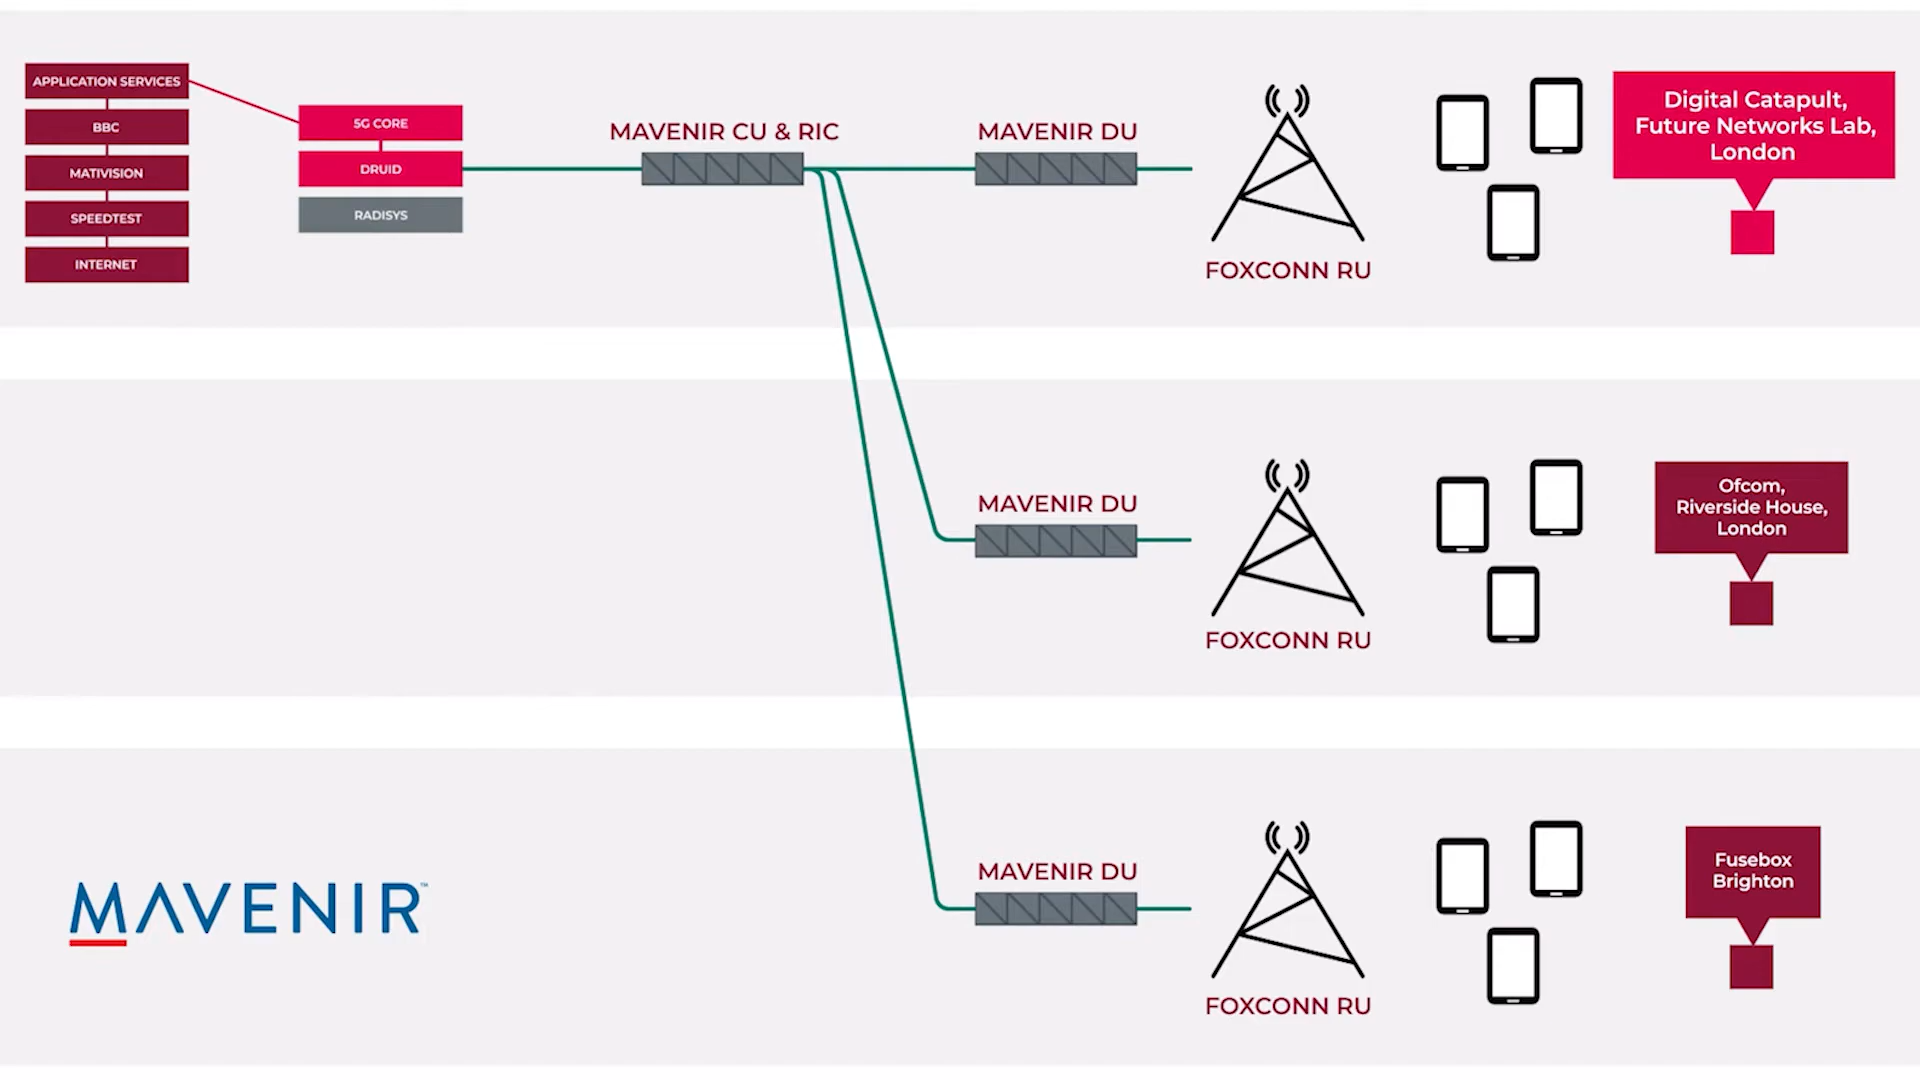 APPLICATION SERVICES
BBC
MATIVISION
SPEEDTEST
INTERNET
5G CORE
DRUID
RADISYS
MAVENIR CU & RIC
MAVENIR DU
FOXCONN RU
Digital Catapult,
Future Networks Lab,
London
MAVENIR DU
FOXCONN RU
Ofcom,
Riverside House,
London
MAVENIR™
MAVENIR DU
FOXCONN RU
Fusebox
Brighton